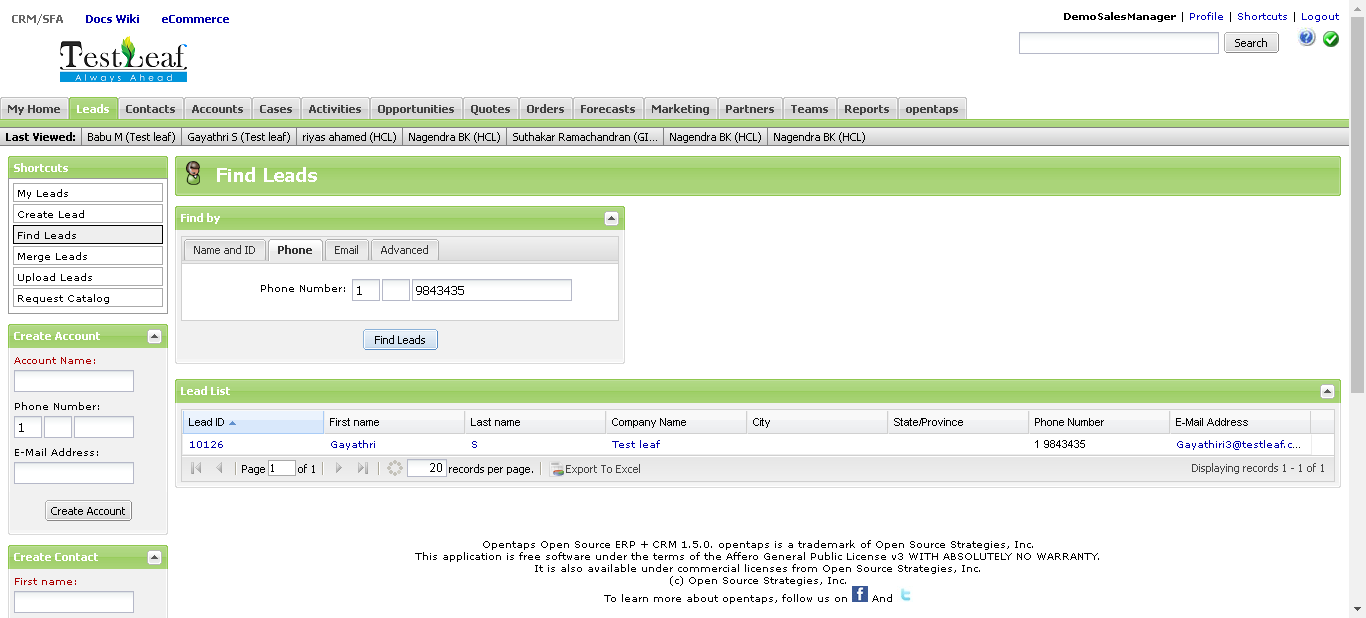 CRM/SFA Docs Wiki eCommerce
DemoSalesManager | Profile | Shortcuts | Logout
TestLeaf
Always Ahead
Search
My Home Leads Contacts Accounts Cases Activities Opportunities Quotes Orders Forecasts Marketing Partners Teams Reports opentaps
Last Viewed: Babu M (Test leaf) Gayathri S (Test leaf) riyas ahamed (HCL) Nagendra BK (HCL) Suthakar Ramachandran (GI... Nagendra BK (HCL) Nagendra BK (HCL)
Shortcuts
My Leads
Create Lead
Find Leads
Merge Leads
Upload Leads
Request Catalog
Create Account
Account Name:
Phone Number:
1
E-Mail Address:
Create Account
Create Contact
First name:
Find Leads
Find by
Name and ID Phone Email Advanced
Phone Number: 1 9843435
Find Leads
Lead List
Lead ID First name Last name Company Name City State/Province Phone Number E-Mail Address
10126 Gayathri S Test leaf 1 9843435 Gayathiri3@testleaf.c...
Page 1 of 1 20 records per page. Export To Excel Displaying records 1 - 1 of 1
Opentaps Open Source ERP + CRM 1.5.0. opentaps is a trademark of Open Source Strategies, Inc.
This application is free software under the terms of the Affero General Public License v3 WITH ABSOLUTELY NO WARRANTY.
It is also available under commercial licenses from Open Source Strategies, Inc.
(c) Open Source Strategies, Inc.
To learn more about opentaps, follow us on f And t